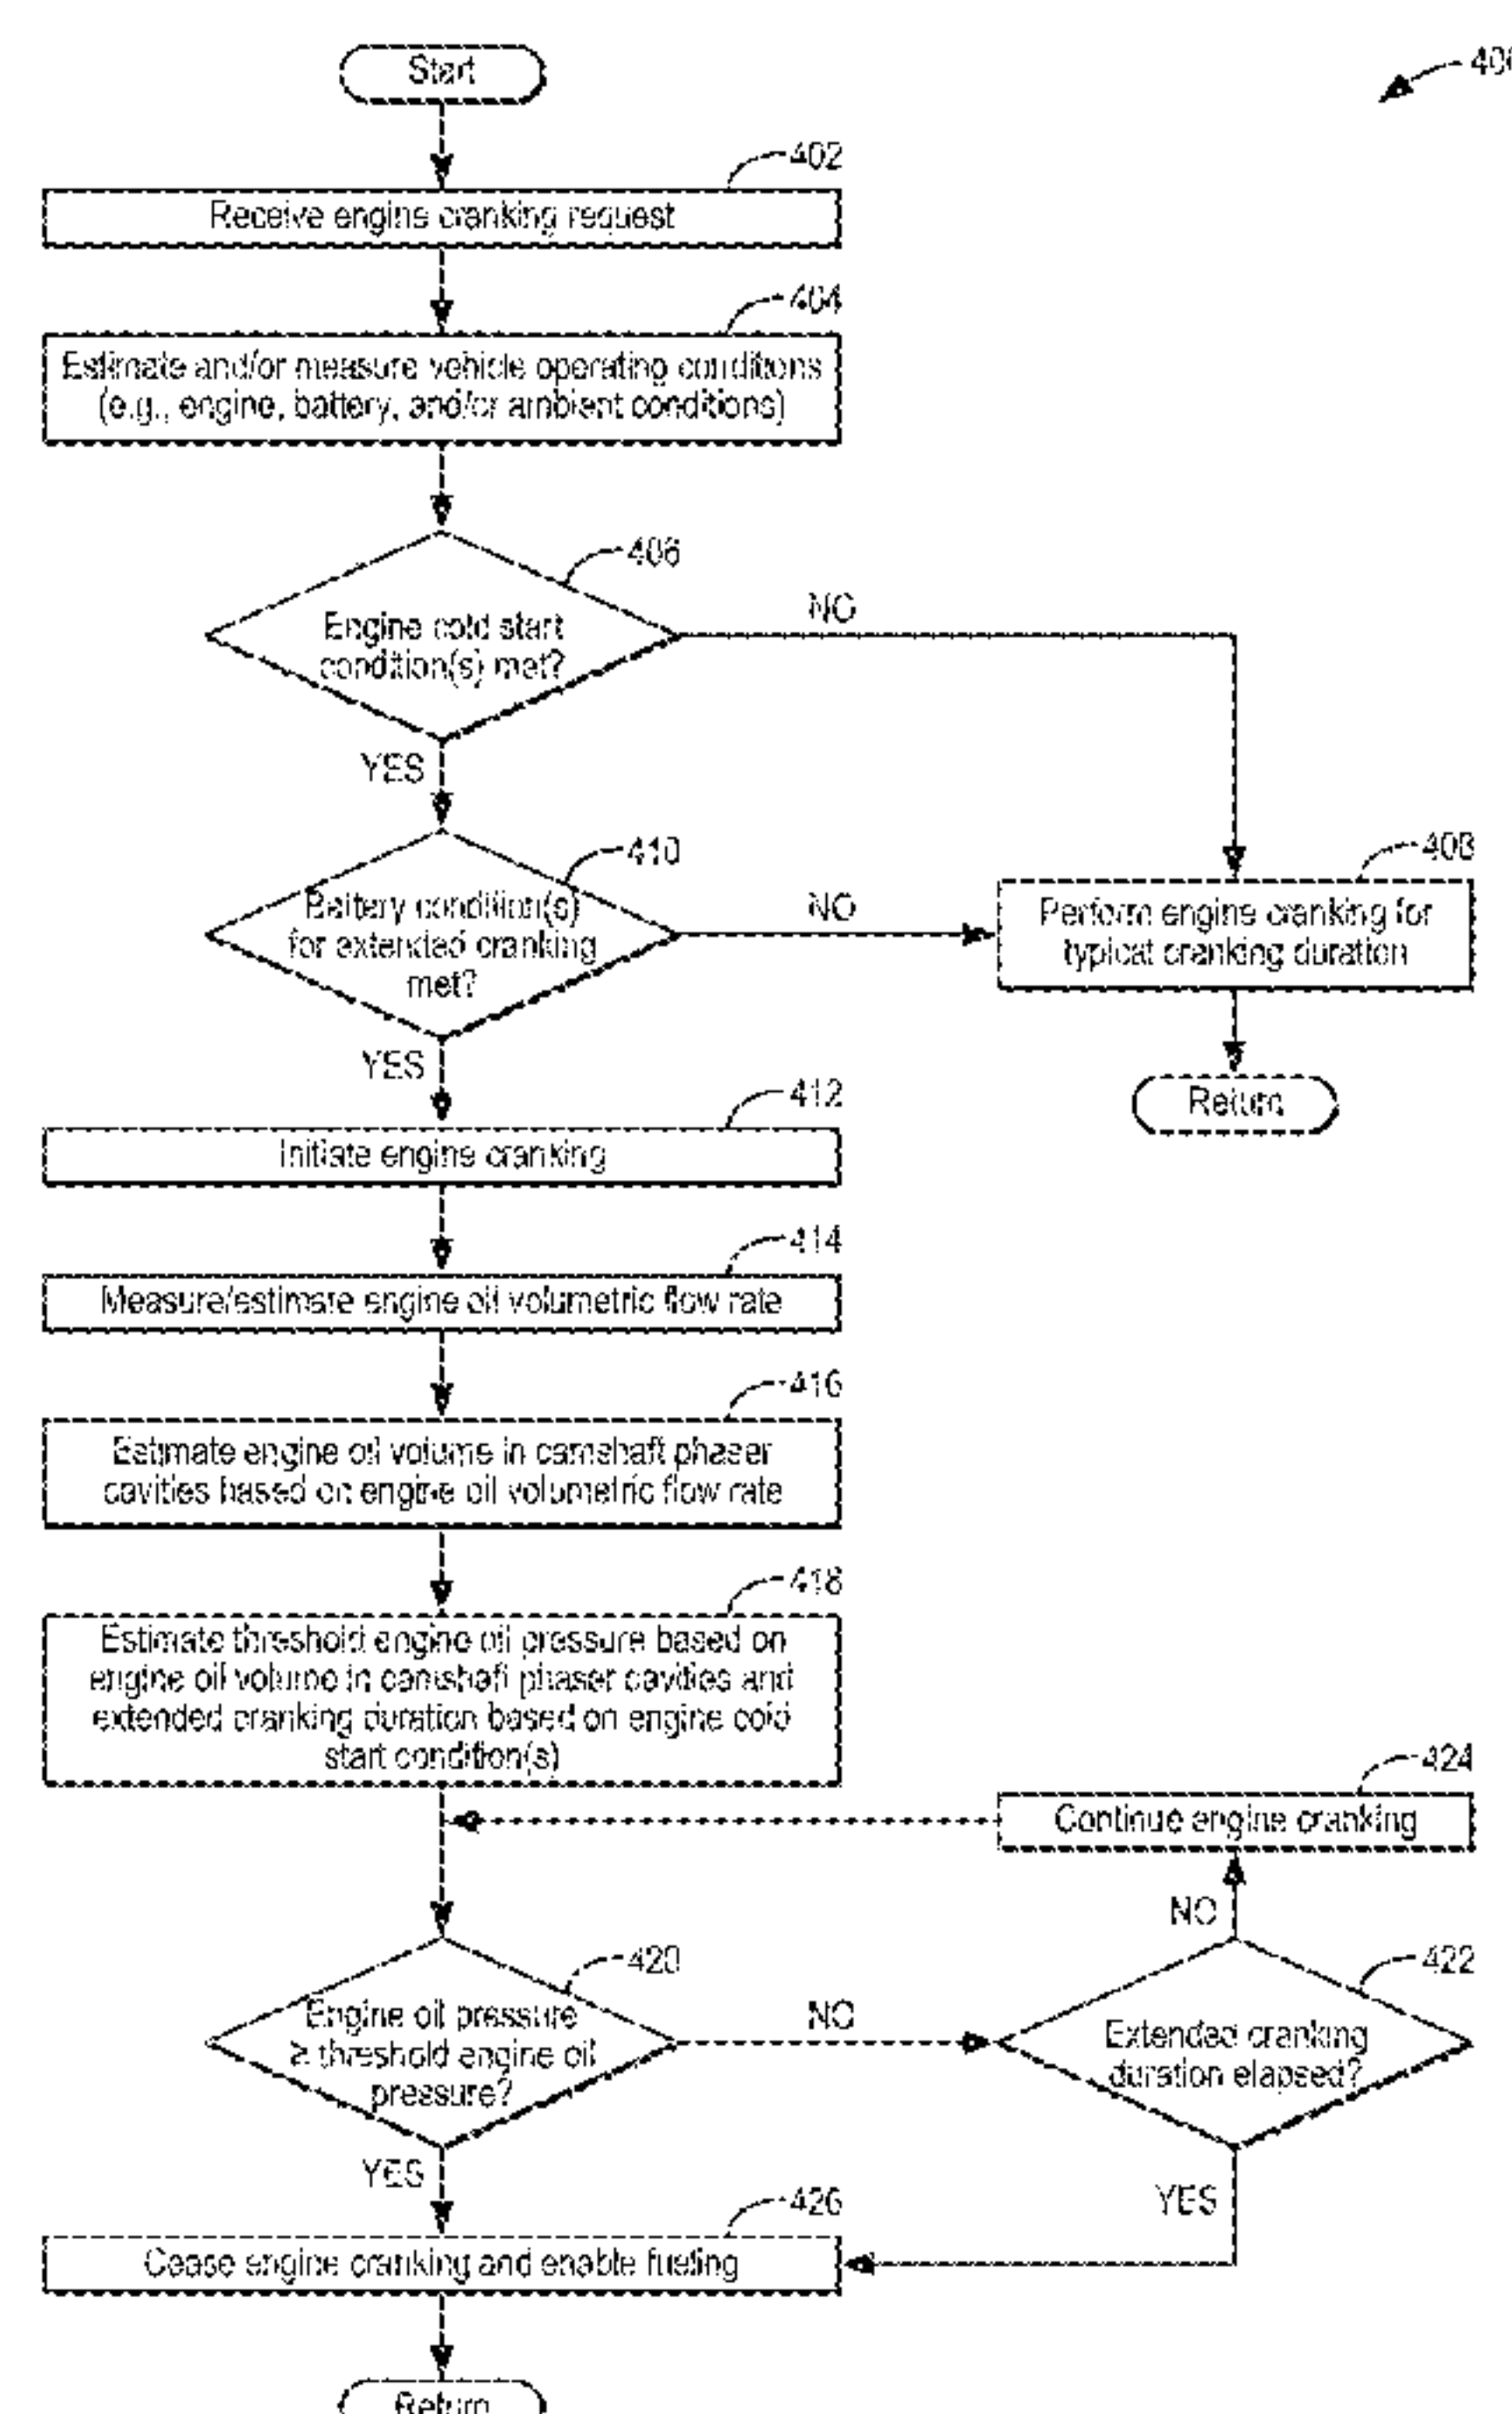 Start
400
402
Receive engine cranking request
404
Estimate and/or measure vehicle operating conditions
(e.g., engine, battery, and/or ambient conditions)
406
Engine cold start
condition(s) met?
NO
YES
410
Battery condition(s)
for extended cranking
met?
NO
408
Perform engine cranking for
typical cranking duration
Return
YES
412
Initiate engine cranking
414
Measure/estimate engine oil volumetric flow rate
416
Estimate engine oil volume in camshaft phaser
cavities based on engine oil volumetric flow rate
418
Estimate threshold engine oil pressure based on
engine oil volume in camshaft phaser cavities and
extended cranking duration based on engine cold
start condition(s)
424
Continue engine cranking
NO
420
Engine oil pressure
≥ threshold engine oil
pressure?
NO
422
Extended cranking
duration elapsed?
YES
YES
426
Cease engine cranking and enable fueling
Return